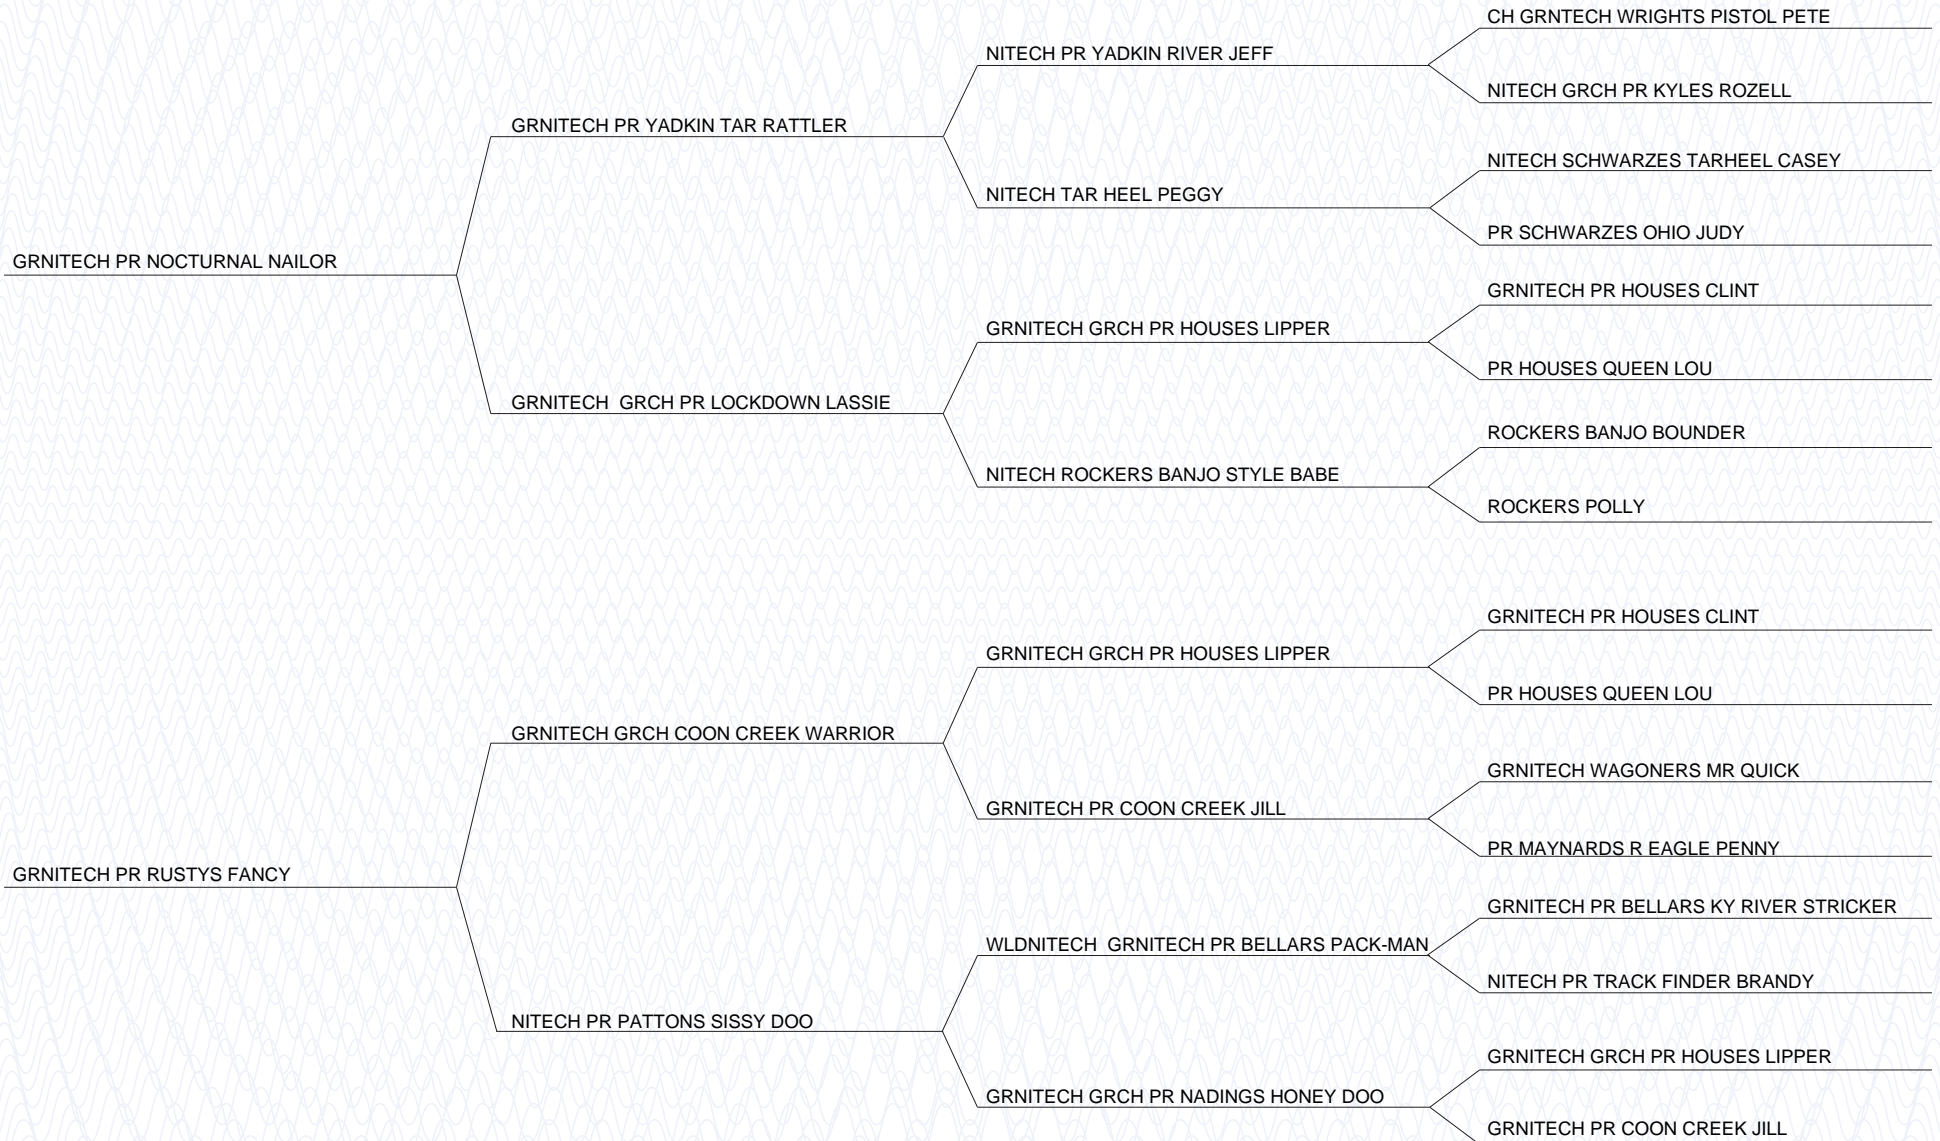 CH GRNTECH WRIGHTS PISTOL PETE
NITECH PR YADKIN RIVER JEFF
NITECH GRCH PR KYLES ROZELL
GRNITECH PR YADKIN TAR RATTLER
NITECH SCHWARZES TARHEEL CASEY
NITECH TAR HEEL PEGGY
PR SCHWARZES OHIO JUDY
GRNITECH PR NOCTURNAL NAILOR
GRNITECH PR HOUSES CLINT
GRNITECH GRCH PR HOUSES LIPPER
PR HOUSES QUEEN LOU
GRNITECH  GRCH PR LOCKDOWN LASSIE
ROCKERS BANJO BOUNDER
NITECH ROCKERS BANJO STYLE BABE
ROCKERS POLLY
GRNITECH PR HOUSES CLINT
GRNITECH GRCH PR HOUSES LIPPER
PR HOUSES QUEEN LOU
GRNITECH GRCH COON CREEK WARRIOR
GRNITECH WAGONERS MR QUICK
GRNITECH PR COON CREEK JILL
PR MAYNARDS R EAGLE PENNY
GRNITECH PR RUSTYS FANCY
GRNITECH PR BELLARS KY RIVER STRICKER
WLDNITECH  GRNITECH PR BELLARS PACK-MAN
NITECH PR TRACK FINDER BRANDY
NITECH PR PATTONS SISSY DOO
GRNITECH GRCH PR HOUSES LIPPER
GRNITECH GRCH PR NADINGS HONEY DOO
GRNITECH PR COON CREEK JILL